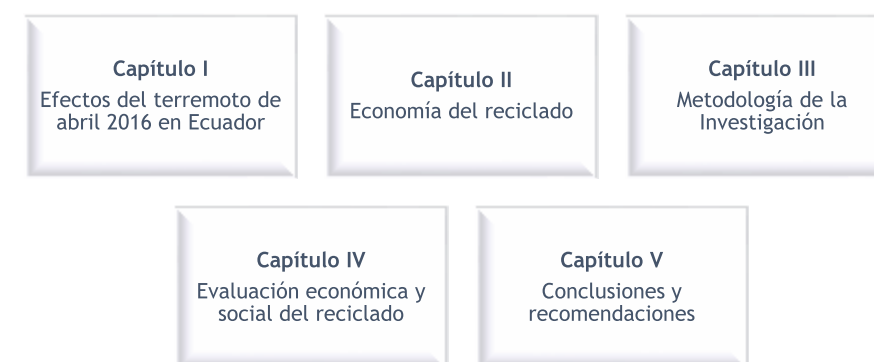 Capítulo I
Efectos del terremoto de
abril 2016 en Ecuador
Capítulo II
Economía del reciclado
Capítulo III
Metodología de la
Investigación
Capítulo IV
Evaluación económica y
social del reciclado
Capítulo V
Conclusiones y
recomendaciones